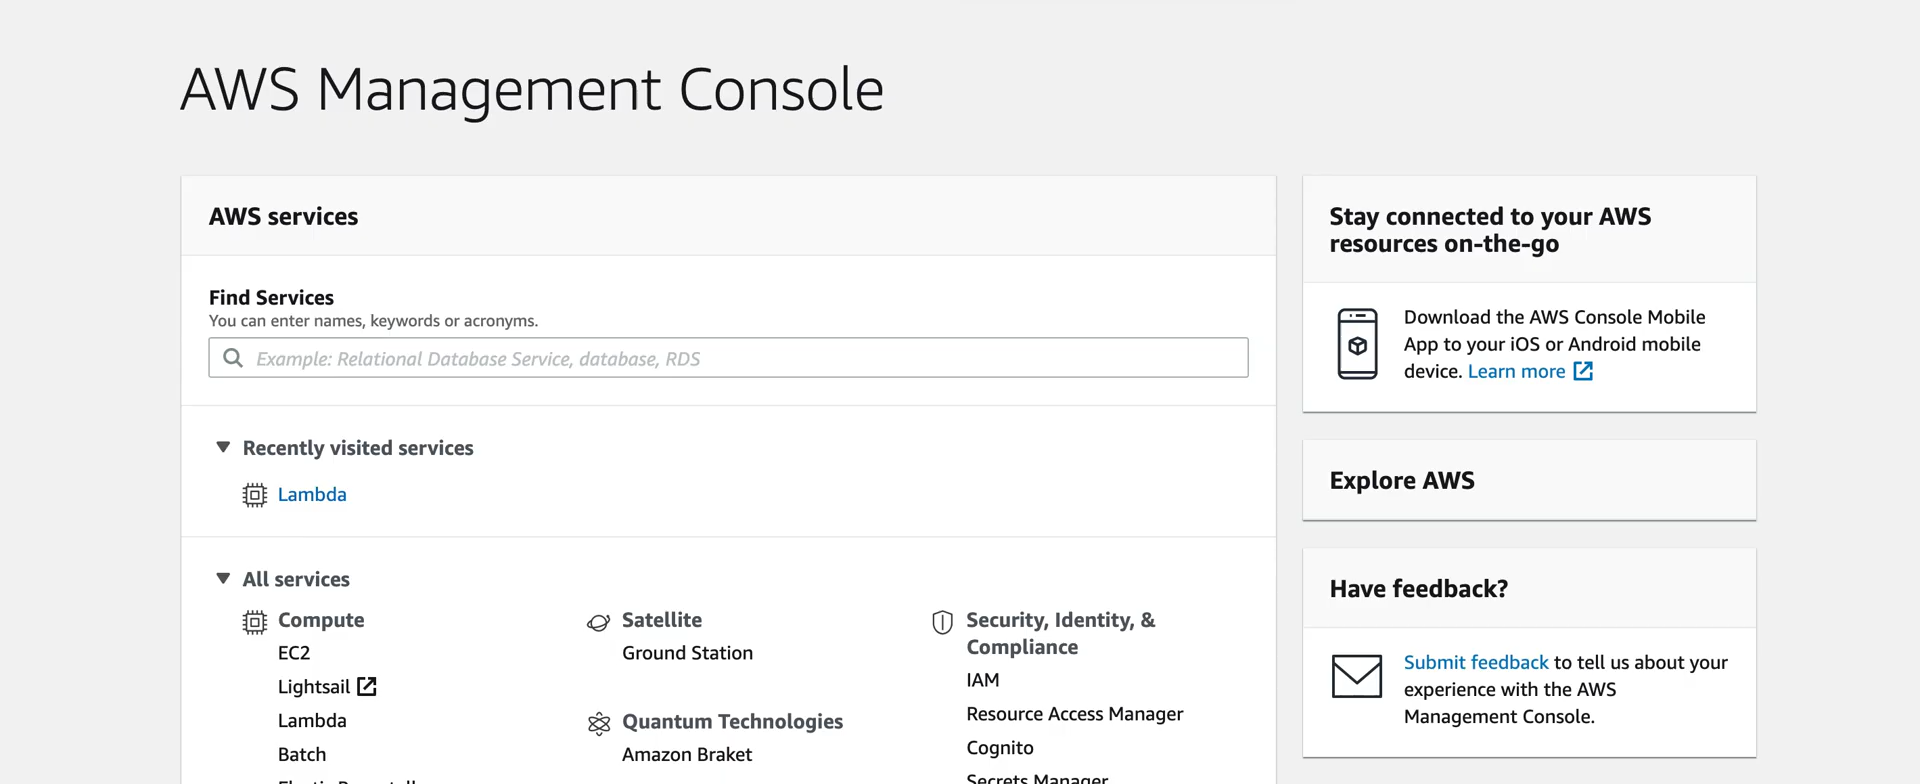 AWS Management Console
AWS services
Find Services
You can enter names, keywords or acronyms.
Example: Relational Database Service, database, RDS
Recently visited services
Lambda
All services
Compute
EC2
Lightsail
Lambda
Batch
Satellite
Ground Station
Quantum Technologies
Amazon Braket
Security, Identity, &
Compliance
IAM
Resource Access Manager
Cognito
Secrets Manager
Stay connected to your AWS
resources on-the-go
Download the AWS Console Mobile
App to your iOS or Android mobile
device. Learn more
Explore AWS
Have feedback?
Submit feedback to tell us about your
experience with the AWS
Management Console.